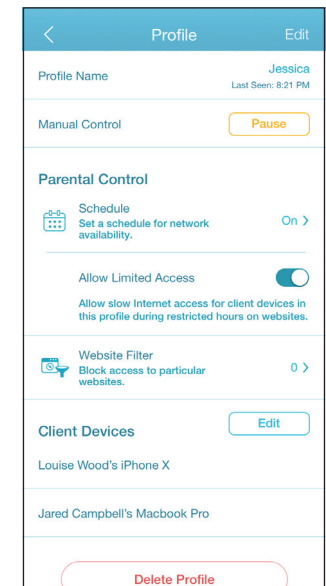 Profile
Edit
Profile Name
Jessica
Last Seen: 8:21 PM
Manual Control
Pause
Parental Control
Schedule
Set a schedule for network
availability.
On
Allow Limited Access
Allow slow Internet access for client devices in
this profile during restricted hours on websites.
Website Filter
Block access to particular
websites.
0
Client Devices
Edit
Louise Wood's iPhone X
Jared Campbell's Macbook Pro
Delete Profile